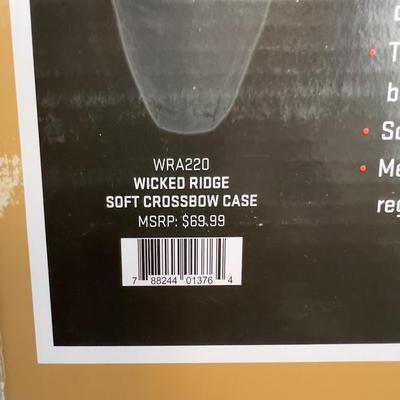 WRA220
WICKED RIDGE
SOFT CROSSBOW CASE
MSRP: $69.99
7 88244 01376 4